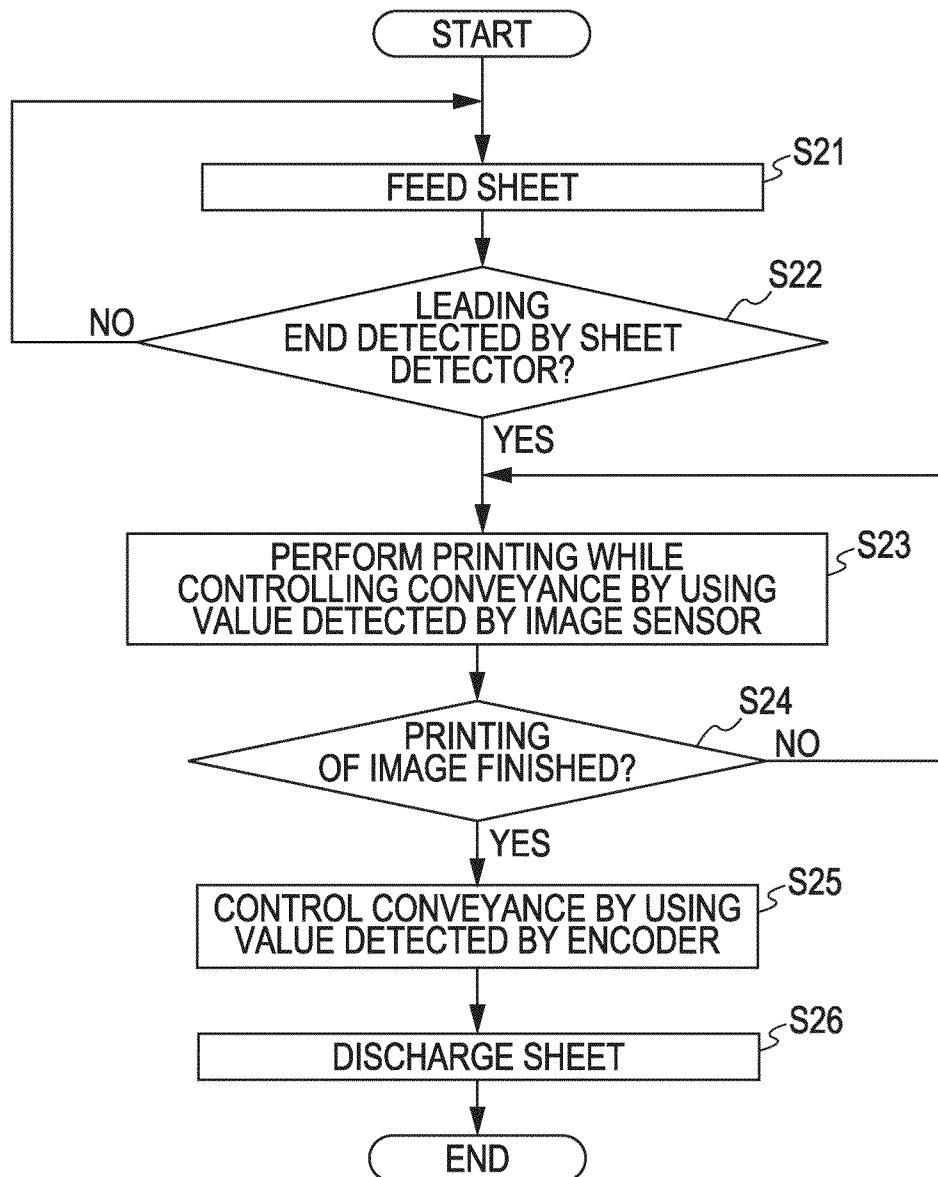 START
S21
FEED SHEET
S22
LEADING
END DETECTED BY SHEET
DETECTOR?
NO
YES
S23
PERFORM PRINTING WHILE
CONTROLLING CONVEYANCE BY USING
VALUE DETECTED BY IMAGE SENSOR
S24
PRINTING
OF IMAGE FINISHED?
NO
YES
S25
CONTROL CONVEYANCE BY USING
VALUE DETECTED BY ENCODER
S26
DISCHARGE SHEET
END